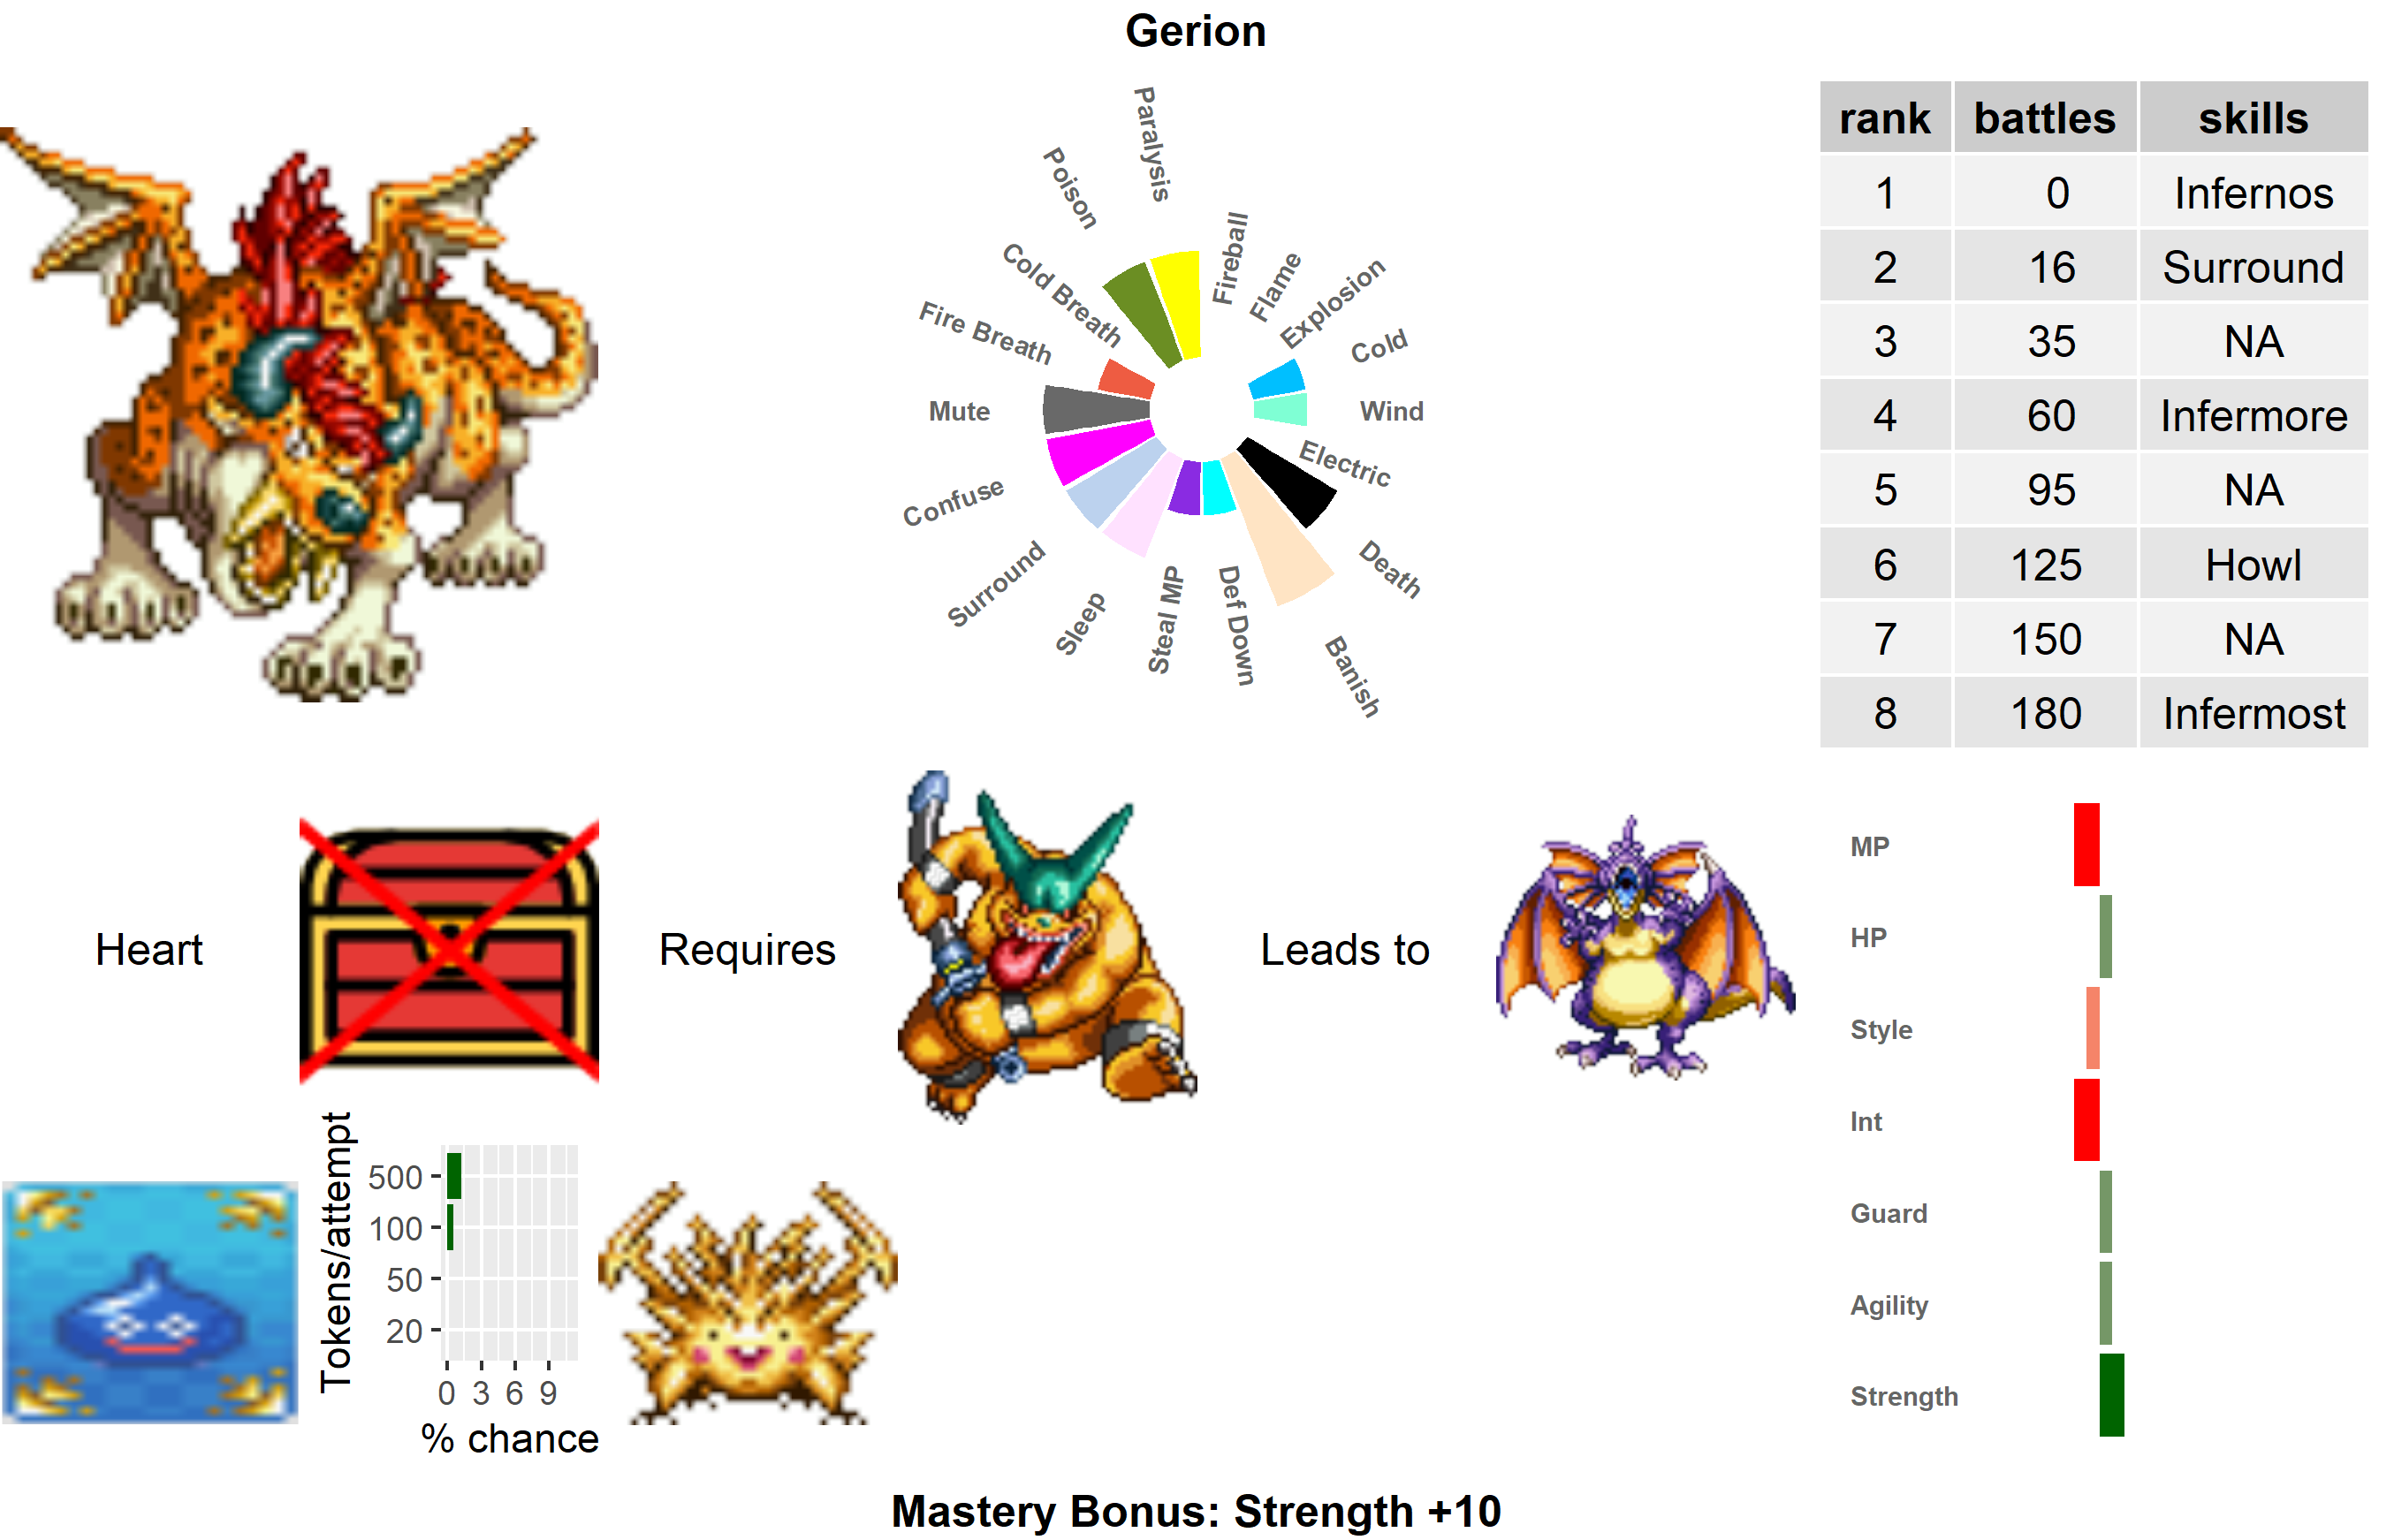 Gerion
Paralysis
Poison
Cold Breath
Fire Breath
Mute
Confuse
Surround
Sleep
Steal MP
Def Down
Banish
Death
Electric
Wind
Cold
Explosion
Flame
Fireball
rank battles skills
1 0 Infernos
2 16 Surround
3 35 NA
4 60 Infermore
5 95 NA
6 125 Howl
7 150 NA
8 180 Infermost
Heart
Requires
Leads to
MP
HP
Style
Int
Guard
Agility
Strength
Tokens/attempt
500
100
50
20
0 3 6 9
% chance
Mastery Bonus: Strength +10